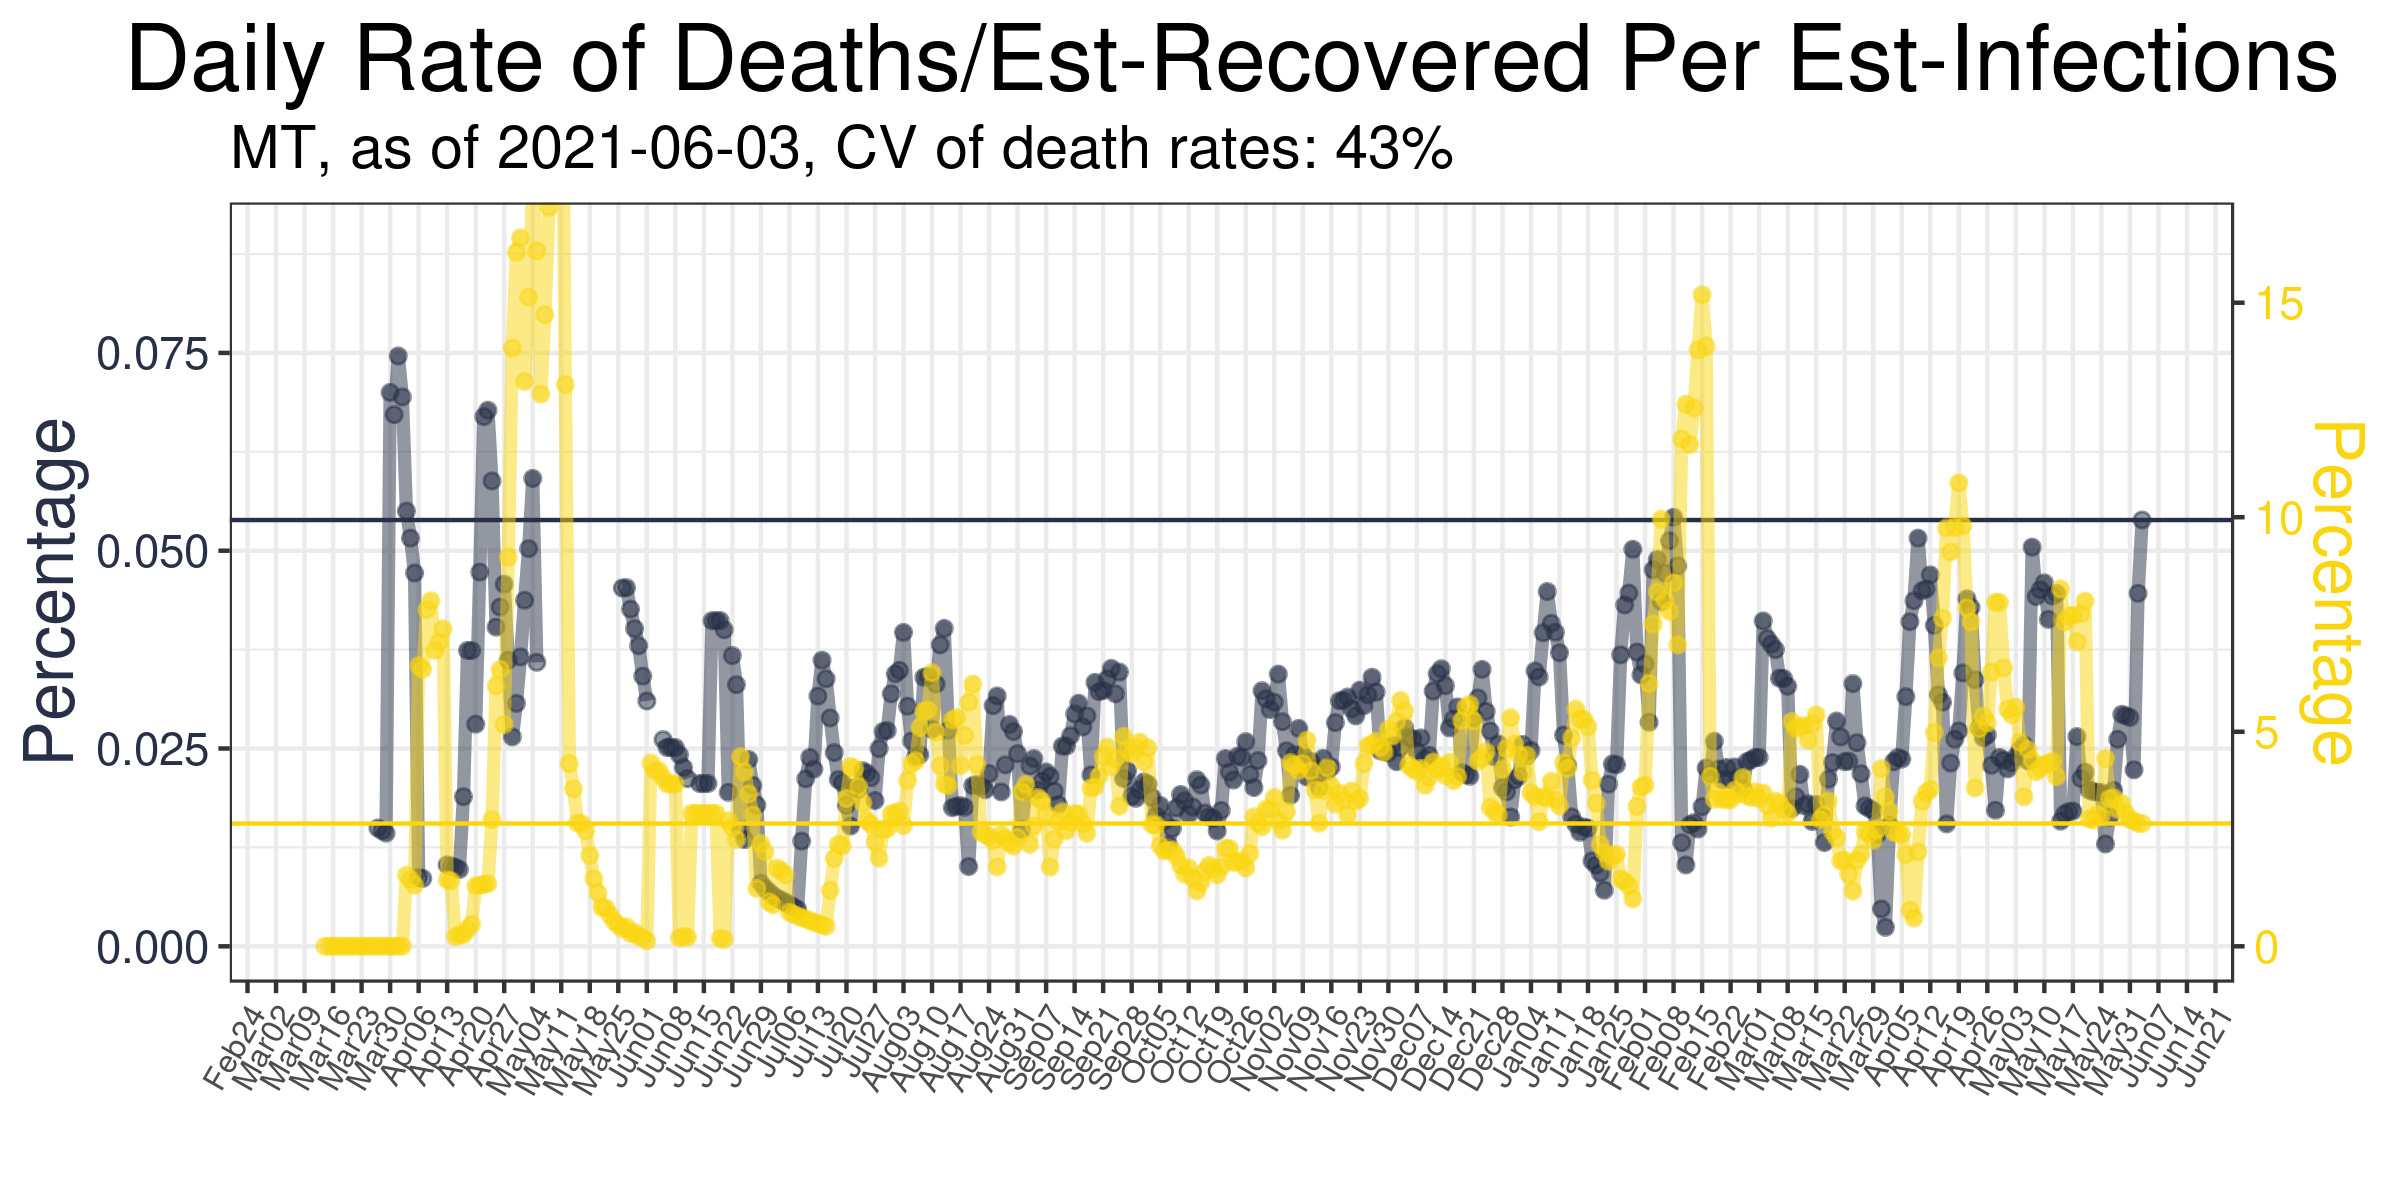 Daily Rate of Deaths/Est-Recovered Per Est-Infections
MT, as of 2021-06-03, CV of death rates: 43%
Percentage
0.075
0.050
0.025
0.000
15
10
5
0
Percentage
Feb24
Mar02
Mar09
Mar16
Mar23
Mar30
Apr06
Apr13
Apr20
Apr27
May04
May11
May18
May25
Jun01
Jun08
Jun15
Jun22
Jun29
Jul06
Jul13
Jul20
Jul27
Aug03
Aug10
Aug17
Aug24
Aug31
Sep07
Sep14
Sep21
Sep28
Oct05
Oct12
Oct19
Oct26
Nov02
Nov09
Nov16
Nov23
Nov30
Dec07
Dec14
Dec21
Dec28
Jan04
Jan11
Jan18
Jan25
Feb01
Feb08
Feb15
Feb22
Mar01
Mar08
Mar15
Mar22
Mar29
Apr05
Apr12
Apr19
Apr26
May03
May10
May17
May24
May31
Jun07
Jun14
Jun21